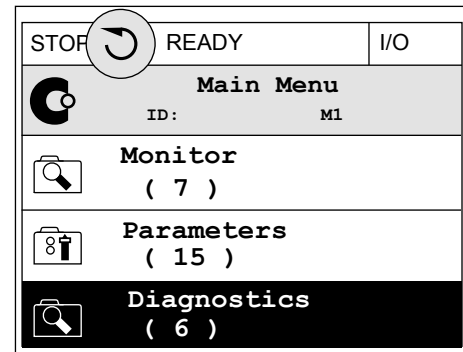 STOP READY I/O
Main Menu
ID: M1
Monitor
( 7 )
Parameters
( 15 )
Diagnostics
( 6 )